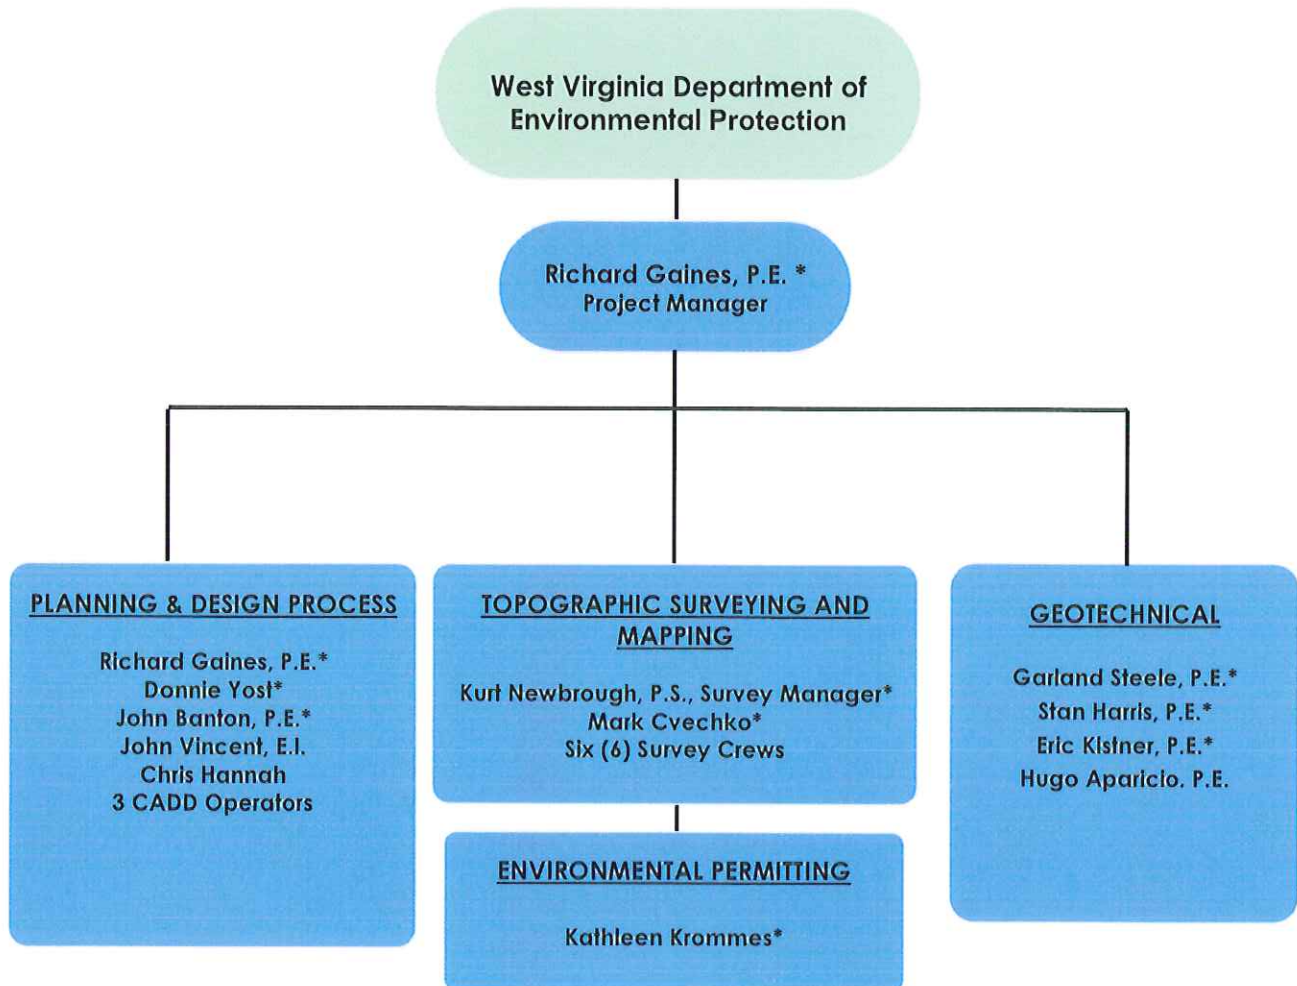 West Virginia Department of
Environmental Protection
Richard Gaines, P.E. *
Project Manager
PLANNING & DESIGN PROCESS
Richard Gaines, P.E.*
Donnie Yost*
John Banton, P.E.*
John Vincent, E.I.
Chris Hannah
3 CADD Operators
TOPOGRAPHIC SURVEYING AND
MAPPING
Kurt Newbrough, P.S., Survey Manager*
Mark Cvechko*
Six (6) Survey Crews
ENVIRONMENTAL PERMITTING
Kathleen Krommes*
GEOTECHNICAL
Garland Steele, P.E.*
Stan Harris, P.E.*
Eric Kistner, P.E.*
Hugo Aparicio. P.E.